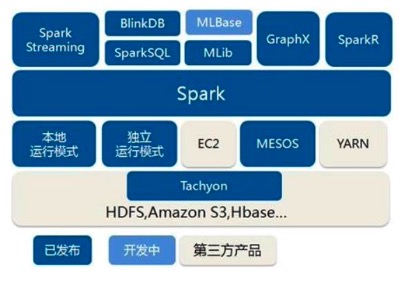 Spark
Streaming
BlinkDB
MLBase
GraphX
SparkR
SparkSQL
MLib
Spark
本地
运行模式
独立
运行模式
EC2
MESOS
YARN
Tachyon
HDFS,Amazon S3,Hbase...
已发布
开发中
第三方产品